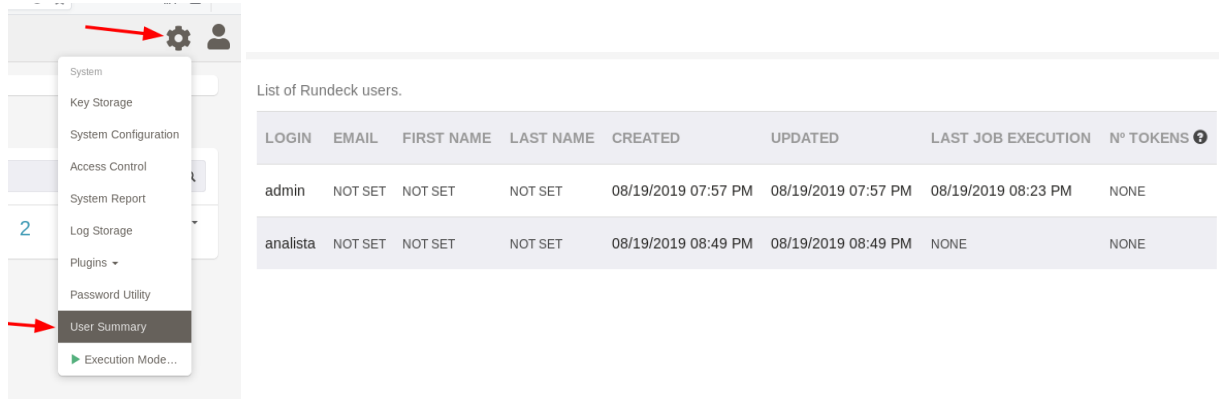 System
Key Storage
System Configuration
Access Control
System Report
Log Storage
Plugins
Password Utility
User Summary
Execution Mode...
2
List of Rundeck users.
LOGIN EMAIL FIRST NAME LAST NAME CREATED UPDATED LAST JOB EXECUTION Nº TOKENS ?
admin NOT SET NOT SET NOT SET 08/19/2019 07:57 PM 08/19/2019 07:57 PM 08/19/2019 08:23 PM NONE
analista NOT SET NOT SET NOT SET 08/19/2019 08:49 PM 08/19/2019 08:49 PM NONE NONE